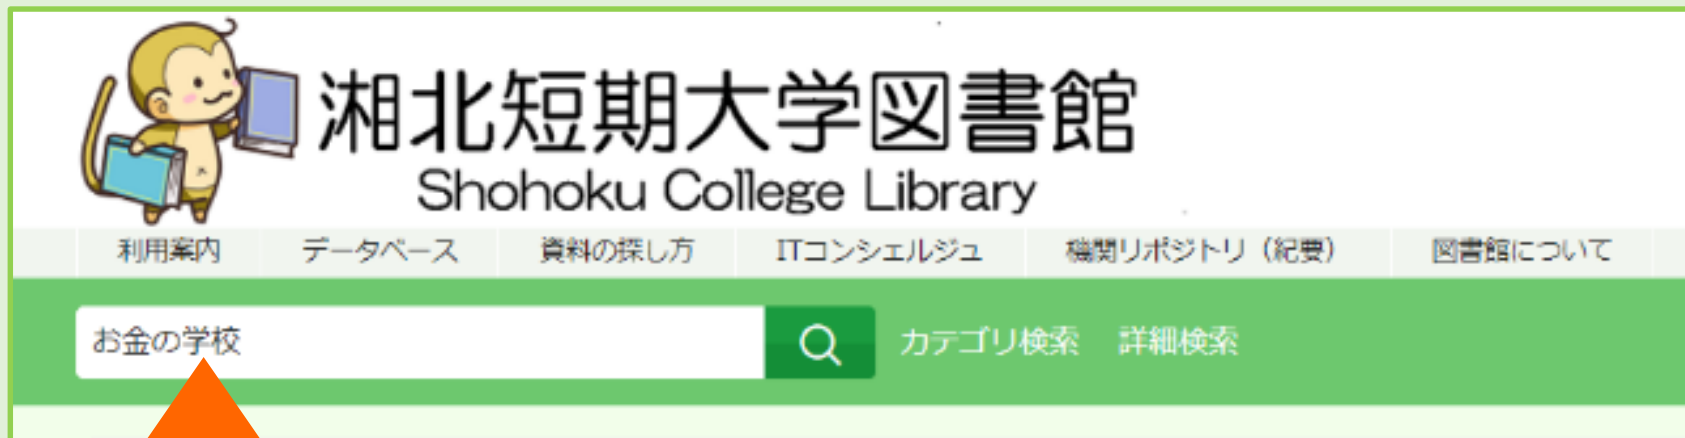 湘北短期大学図書館
Shohoku College Library
利用案内 データベース 資料の探し方 ITコンシェルジュ 機関リポジトリ（紀要） 図書館について
お金の学校 カテゴリ検索 詳細検索